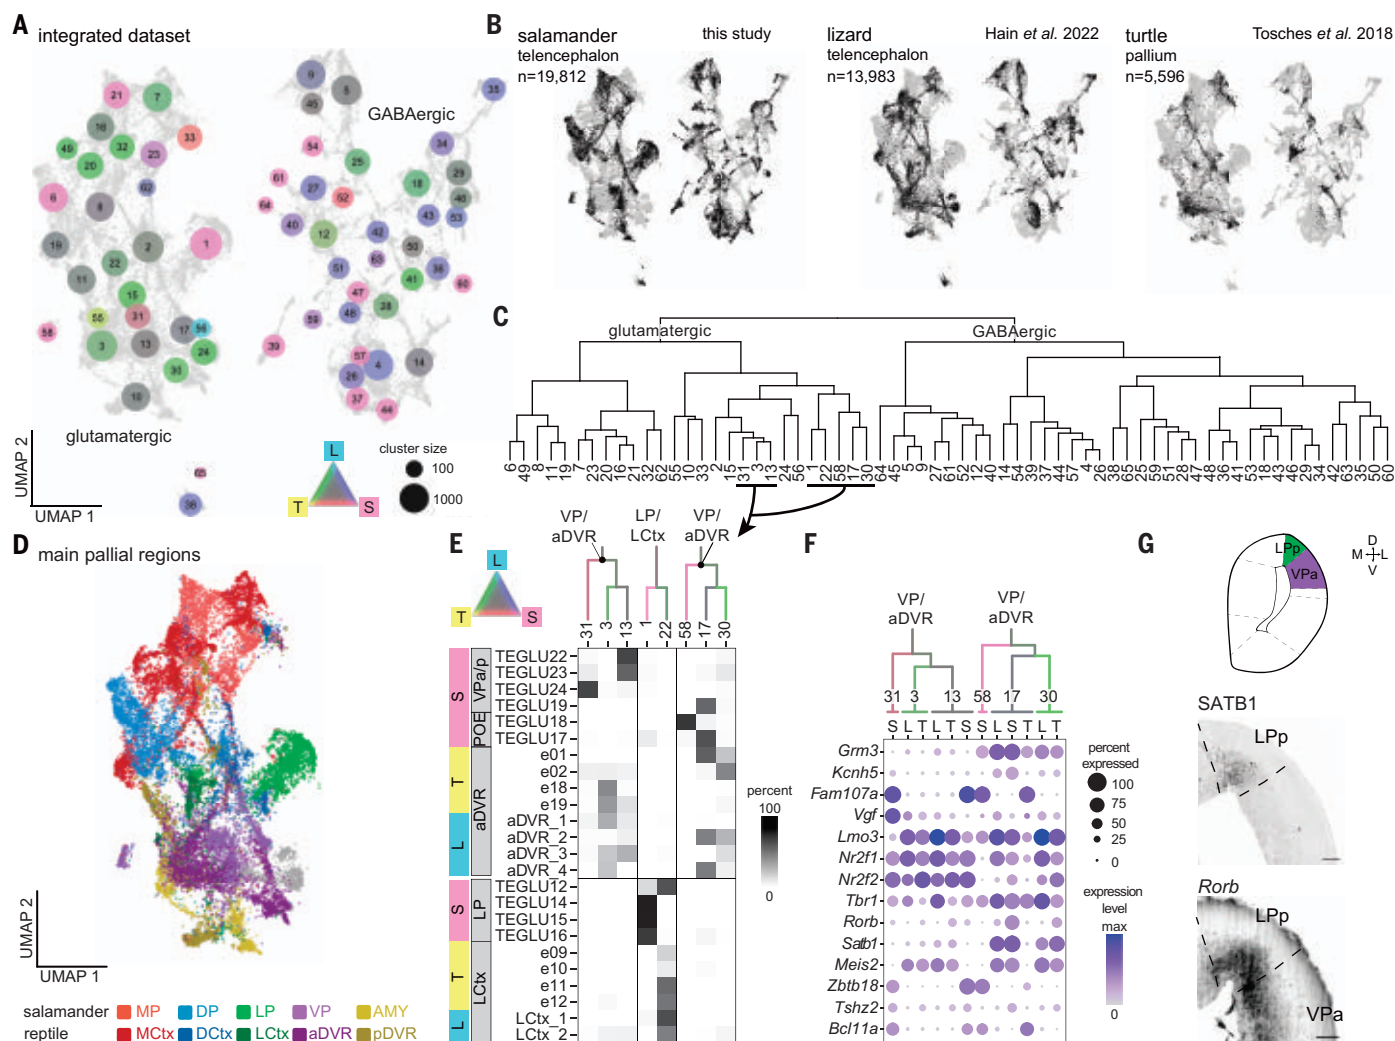 A integrated dataset
GABAergic
glutamatergic
UMAP 2
UMAP 1
L
T S
cluster size
100
1000
B salamander this study
telencephalon
n=19,812
lizard Hain et al. 2022
telencephalon
n=13,983
turtle Tosches et al. 2018
pallium
n=5,596
C
glutamatergic GABAergic
D main pallial regions
UMAP 2
UMAP 1
salamander MP DP LP VP AMY
reptile MCtx DCtx LCtx aDVR pDVR
E
L
T S
VP/ aDVR LP/ LCtx VP/ aDVR
31 3 13 1 22 58 17 30
S VPa/p
TEGLU22
TEGLU23
TEGLU24
TEGLU19
POE
TEGLU18
TEGLU17
T aDVR
e01
e02
e18
e19
L
aDVR_1
aDVR_2
aDVR_3
aDVR_4
S LP
TEGLU12
TEGLU14
TEGLU15
TEGLU16
T LCtx
e09
e10
e11
e12
L
LCtx_1
LCtx_2
percent
100
0
F
VP/ aDVR VP/ aDVR
31 3 13 58 17 30
S L T L T S S L S T L T
Grm3
Kcnh5
Fam107a
Vgf
Lmo3
Nr2f1
Nr2f2
Tbr1
Rorb
Satb1
Meis2
Zbtb18
Tshz2
Bcl11a
percent
expressed
100
75
50
25
0
expression
level
max
0
G
LPp
VPa
D
M L
V
SATB1
LPp
Rorb
LPp
VPa